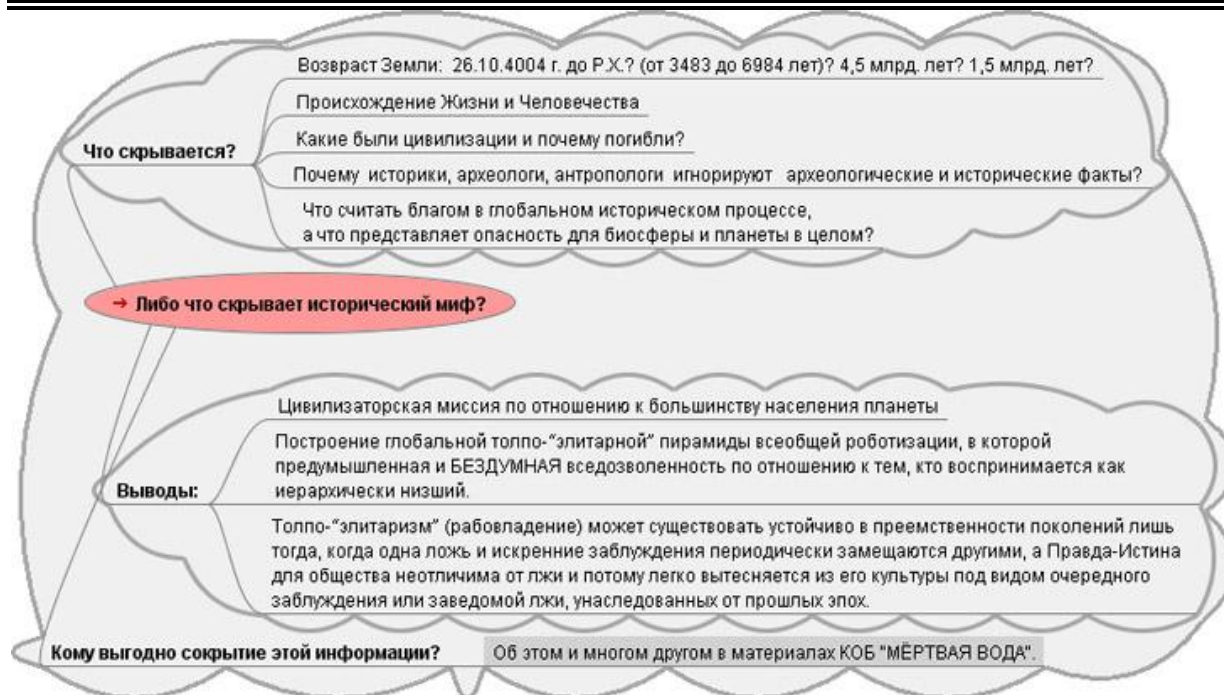 Возвраст Земли: 26.10.4004 г. до Р.Х.? (от 3483 до 6984 лет)? 4,5 млрд. лет? 1,5 млрд. лет?
Происхождение Жизни и Человечества
Что скрывается?
Какие были цивилизации и почему погибли?
Почему историки, археологи, антропологи игнорируют археологические и исторические факты?
Что считать благом в глобальном историческом процессе,
а что представляет опасность для биосферы и планеты в целом?
→ Либо что скрывает исторический миф?
Цивилизаторская миссия по отношению к большинству населения планеты
Построение глобальной толпо-“элитарной” пирамиды всеобщей роботизации, в которой
предумышленная и БЕЗДУМНАЯ вседозволенность по отношению к тем, кто воспринимается как
иерархически низший.
Выводы:
Толпо-“элитаризм” (рабовладение) может существовать устойчиво в преемственности поколений лишь
тогда, когда одна ложь и искренние заблуждения периодически замещаются другими, а Правда-Истина
для общества неотличима от лжи и потому легко вытесняется из его культуры под видом очередного
заблуждения или заведомой лжи, унаследованных от прошлых эпох.
Кому выгодно сокрытие этой информации?
Об этом и многом другом в материалах КОБ "МЁРТВАЯ ВОДА".